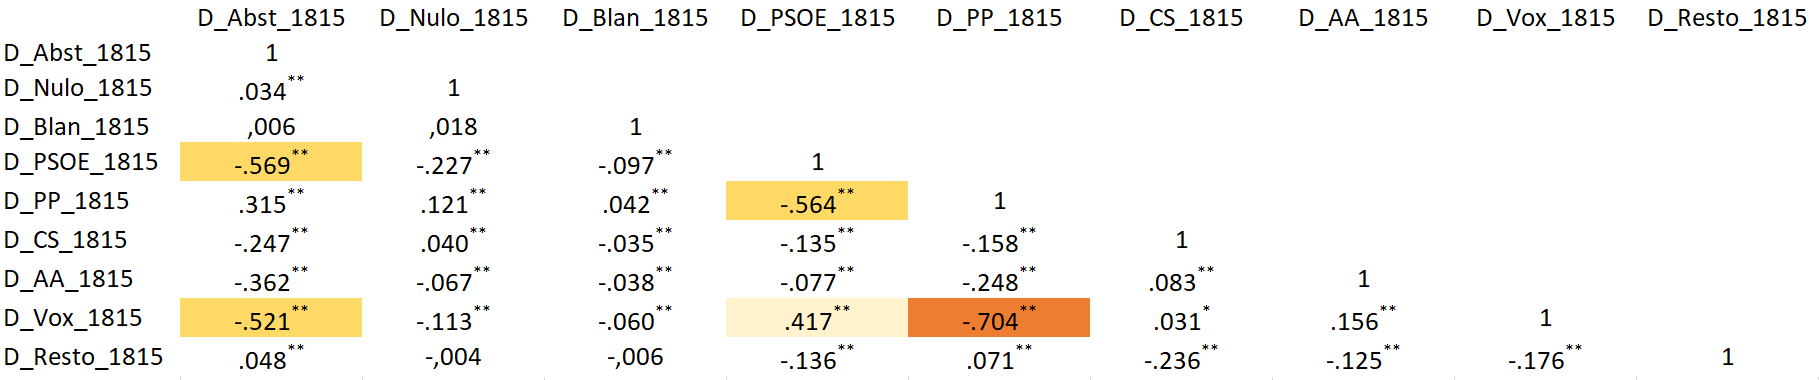 D_Abst_1815 D_Nulo_1815 D_Blan_1815 D_PSOE_1815 D_PP_1815 D_CS_1815 D_AA_1815 D_Vox_1815 D_Resto_1815
D_Abst_1815 1
D_Nulo_1815 .034** 1
D_Blan_1815 ,006 ,018 1
D_PSOE_1815 -.569** -.227** -.097** 1
D_PP_1815 .315** .121** .042** -.564** 1
D_CS_1815 -.247** .040** -.035** -.135** -.158** 1
D_AA_1815 -.362** -.067** -.038** -.077** -.248** .083** 1
D_Vox_1815 -.521** -.113** -.060** .417** -.704** .031* .156** 1
D_Resto_1815 .048** -,004 -,006 -.136** .071** -.236** -.125** -.176** 1